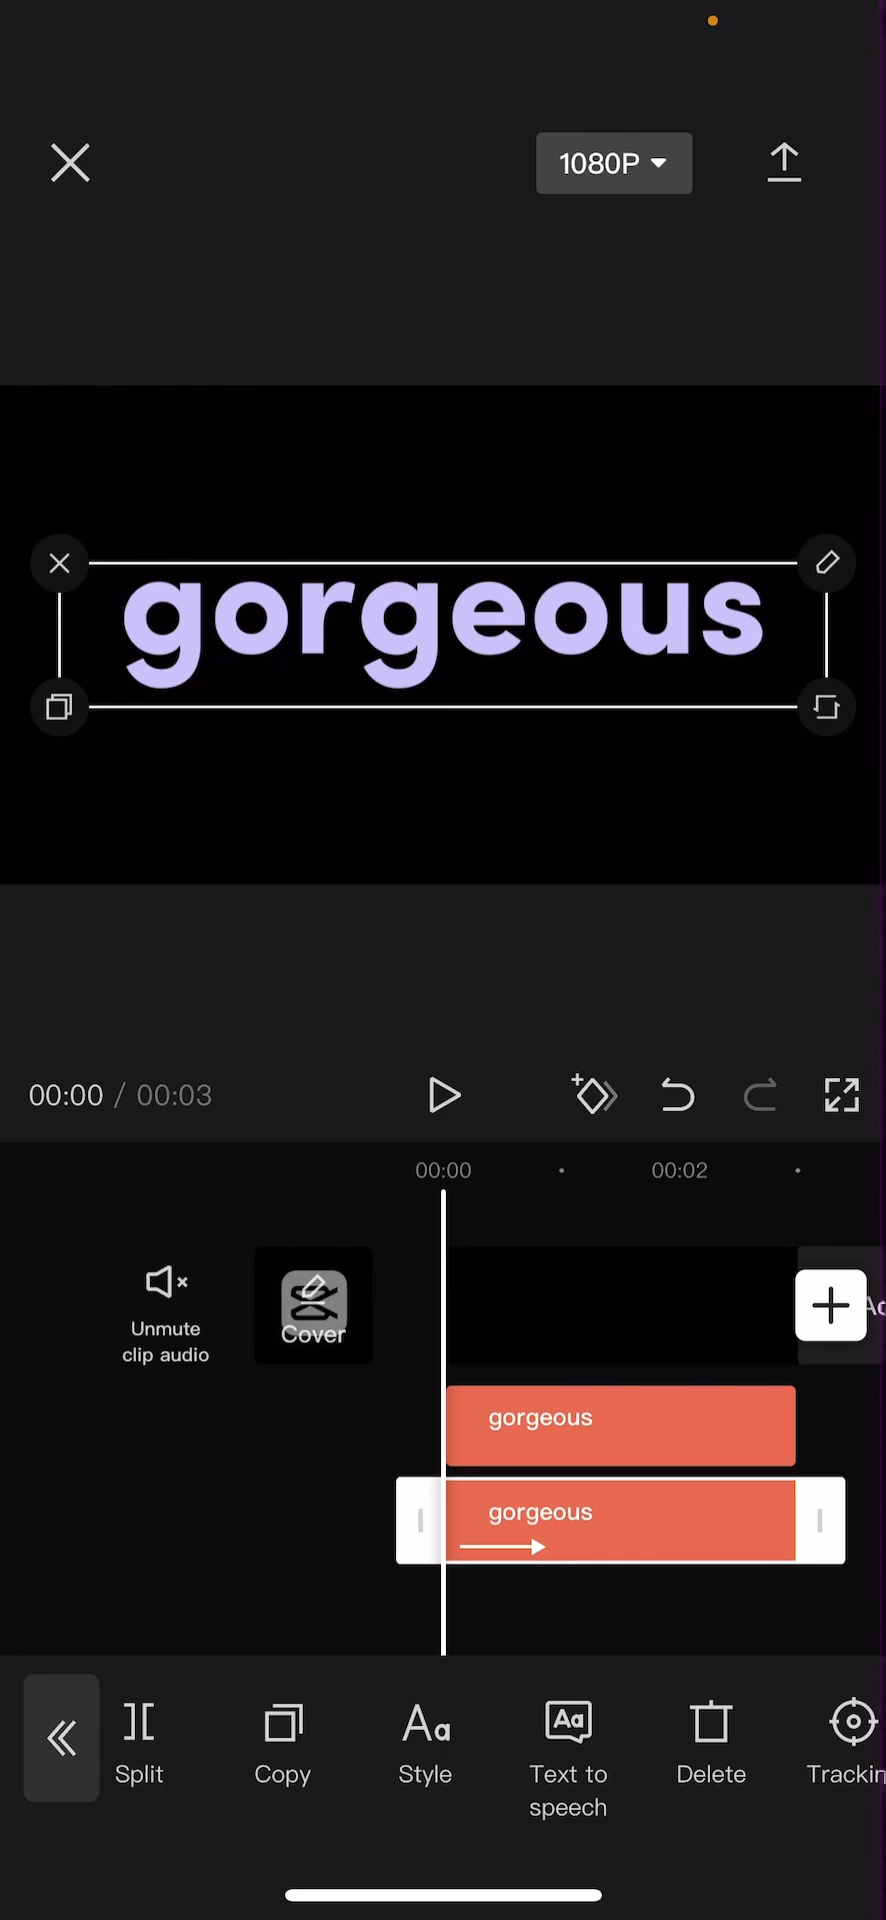 1080P
gorgeous
00:00 / 00:03
00:00
00:02
Unmute
clip audio
Cover
gorgeous
gorgeous
Split
Copy
Style
Text to
speech
Delete